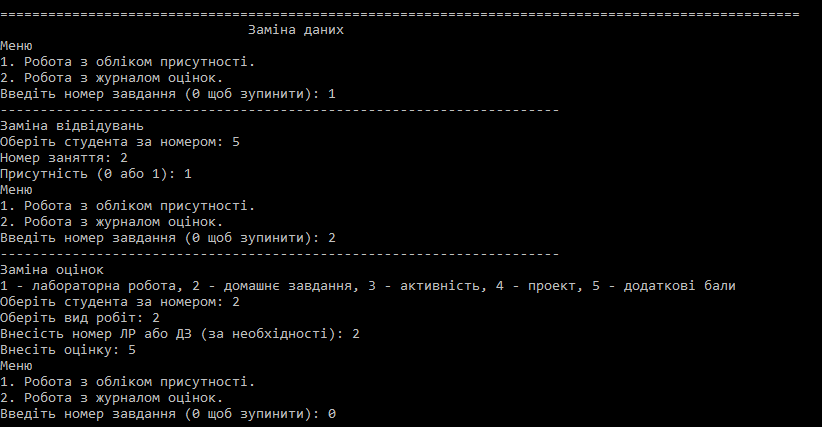 ====================================================================================================
Заміна даних
Меню
1. Робота з обліком присутності.
2. Робота з журналом оцінок.
Введіть номер завдання (0 щоб зупинити): 1
----------------------------------------------------------------------
Заміна відвідувань
Оберіть студента за номером: 5
Номер заняття: 2
Присутність (0 або 1): 1
Меню
1. Робота з обліком присутності.
2. Робота з журналом оцінок.
Введіть номер завдання (0 щоб зупинити): 2
----------------------------------------------------------------------
Заміна оцінок
1 - лабораторна робота, 2 - домашнє завдання, 3 - активність, 4 - проект, 5 - додаткові бали
Оберіть студента за номером: 2
Оберіть вид робіт: 2
Внесість номер ЛР або ДЗ (за необхідності): 2
Внесіть оцінку: 5
Меню
1. Робота з обліком присутності.
2. Робота з журналом оцінок.
Введіть номер завдання (0 щоб зупинити): 0